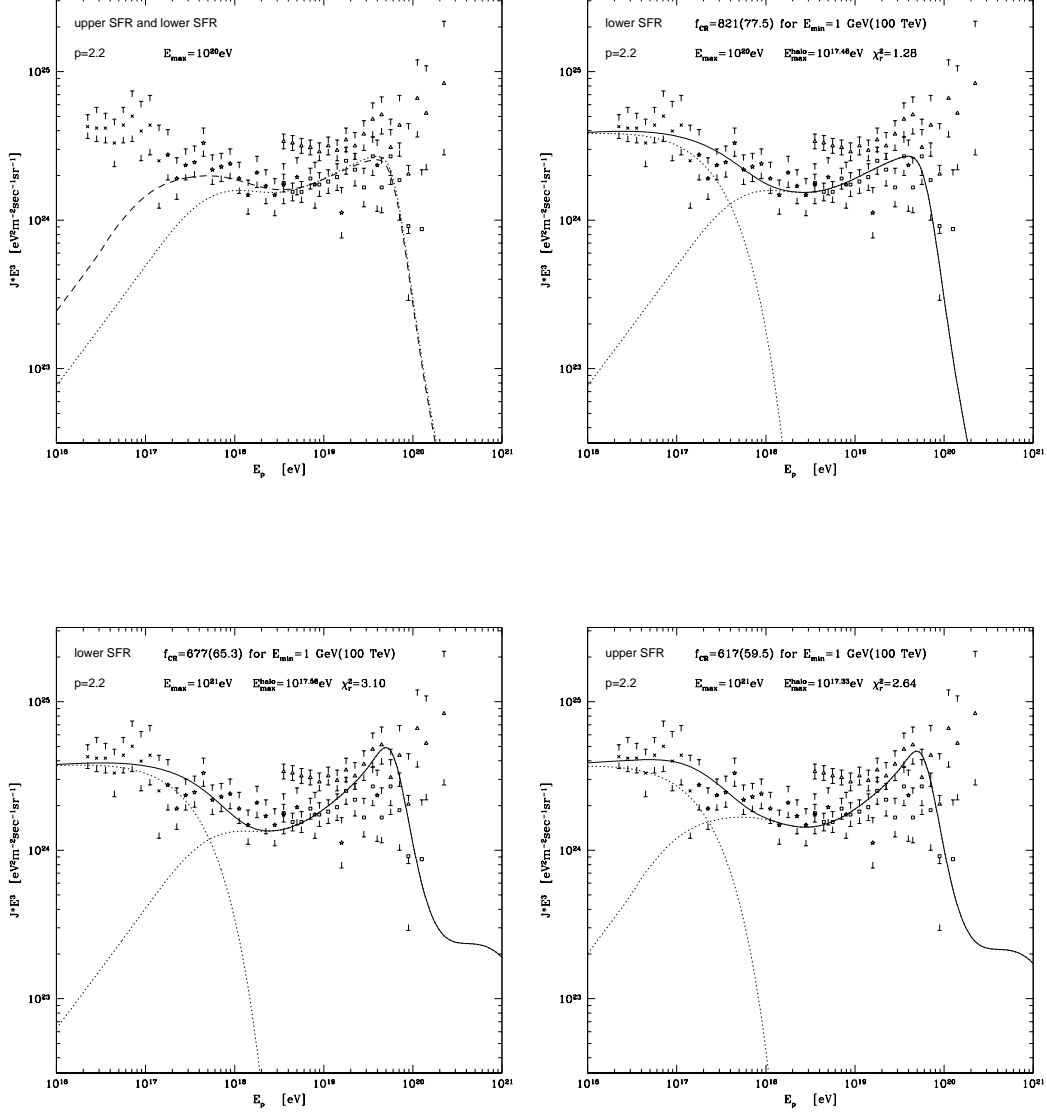 upper SFR and lower SFR
p=2.2 E_max=10^20eV
10^25
10^24
10^23
J*E^3 [eV^2m^-2sec^-1sr^-1]
10^16 10^17 10^18 10^19 10^20 10^21
E_p [eV]
lower SFR f_CR=821(77.5) for E_min=1 GeV(100 TeV)
p=2.2 E_max=10^20eV E_max^halo=10^17.48eV χ_r^2=1.28
10^25
10^24
10^23
J*E^3 [eV^2m^-2sec^-1sr^-1]
10^16 10^17 10^18 10^19 10^20 10^21
E_p [eV]
lower SFR f_CR=677(65.3) for E_min=1 GeV(100 TeV)
p=2.2 E_max=10^21eV E_max^halo=10^17.58eV χ_r^2=3.10
10^25
10^24
10^23
J*E^3 [eV^2m^-2sec^-1sr^-1]
10^16 10^17 10^18 10^19 10^20 10^21
E_p [eV]
upper SFR f_CR=617(59.5) for E_min=1 GeV(100 TeV)
p=2.2 E_max=10^21eV E_max^halo=10^17.33eV χ_r^2=2.64
10^25
10^24
10^23
J*E^3 [eV^2m^-2sec^-1sr^-1]
10^16 10^17 10^18 10^19 10^20 10^21
E_p [eV]